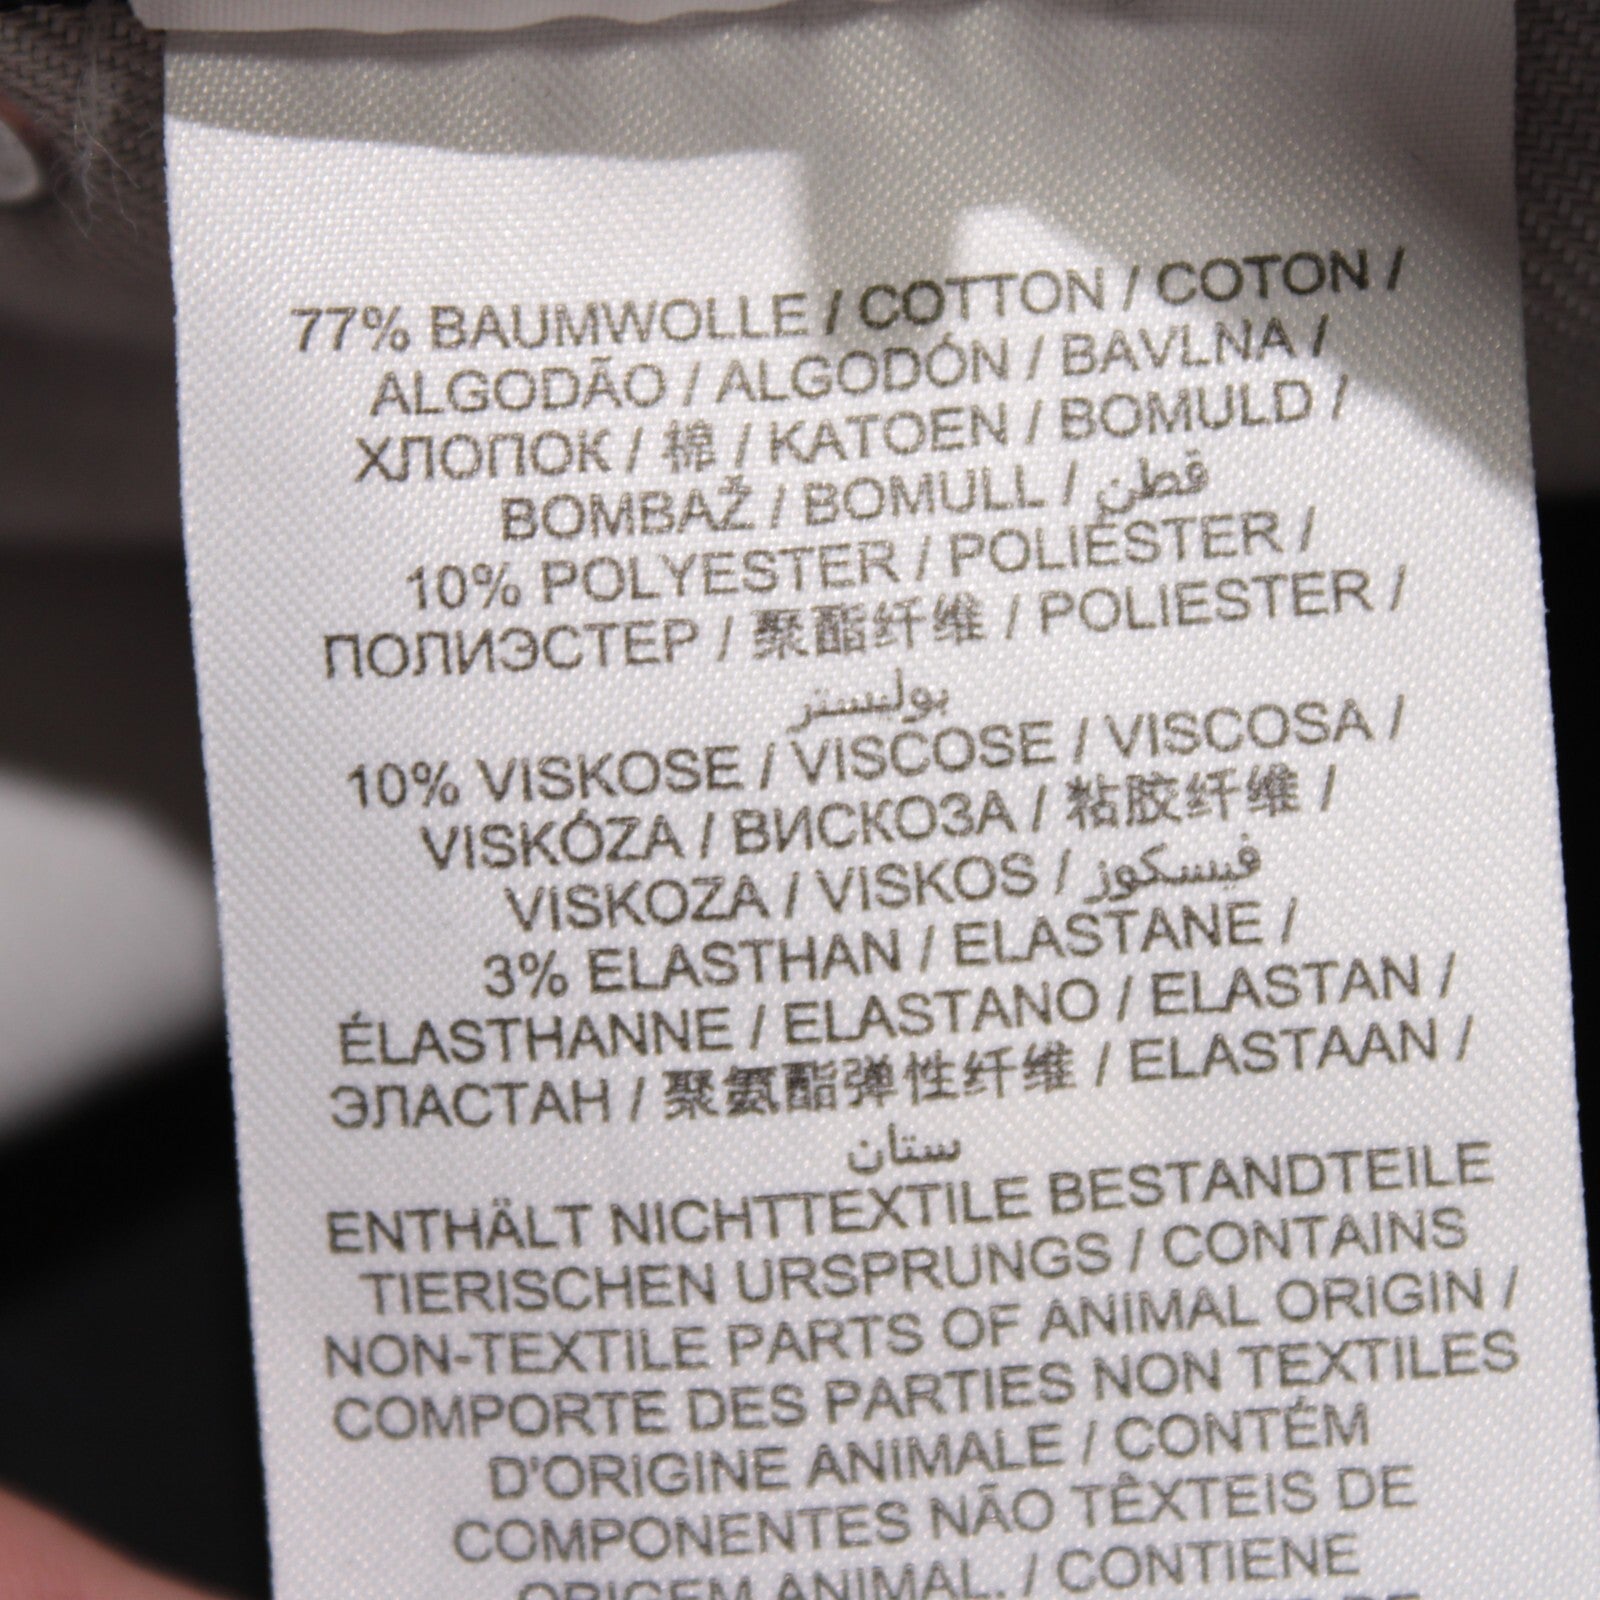 77% BAUMWOLLE / COTTON / COTON /
ALGODÃO / ALGODÓN / BAVLNA /
ХЛОПОК / 棉 / KATOEN / BOMULD /
BOMBAŽ / BOMULL / قطن
10% POLYESTER / POLIÉSTER /
ПОЛИЭСТЕР / 聚酯纤维 / POLIESTER /
بوليستر
10% VISKOSE / VISCOSE / VISCOSA /
VISKÓZA / ВИСКОЗА / 粘胶纤维 /
VISKOZA / VISKOS / فيسكوز
3% ELASTHAN / ELASTANE /
ÉLASTHANNE / ELASTANO / ELASTAN /
ЭЛАСТАН / 聚氨酯弹性纤维 / ELASTAAN /
ستان
ENTHÄLT NICHTTEXTILE BESTANDTEILE
TIERISCHEN URSPRUNGS / CONTAINS
NON-TEXTILE PARTS OF ANIMAL ORIGIN /
COMPORTE DES PARTIES NON TEXTILES
D'ORIGINE ANIMALE / CONTÉM
COMPONENTES NÃO TÊXTEIS DE
ORIGEM ANIMAL. / CONTIENE